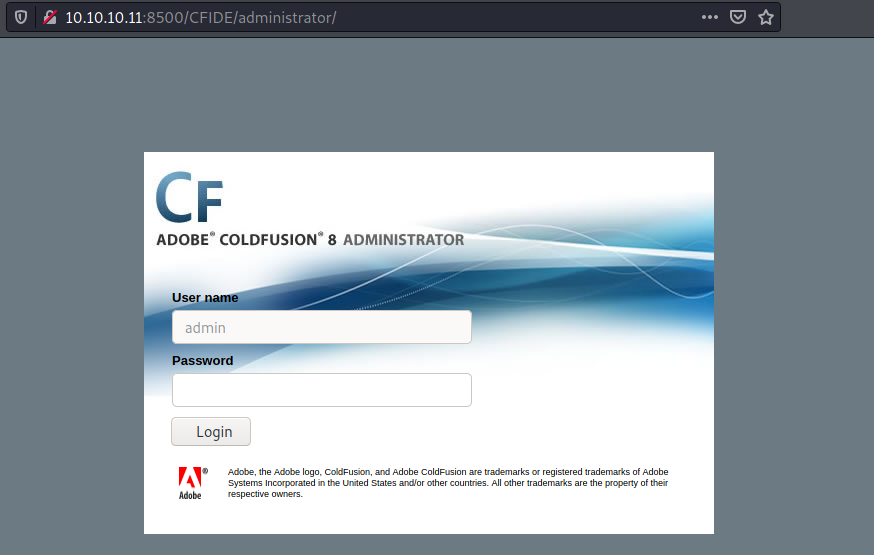 10.10.10.11:8500/CFIDE/administrator/
CF
ADOBE® COLDFUSION® 8 ADMINISTRATOR
User name
admin
Password
Login
Adobe, the Adobe logo, ColdFusion, and Adobe ColdFusion are trademarks or registered trademarks of Adobe
Systems Incorporated in the United States and/or other countries. All other trademarks are the property of their
respective owners.
®
Adobe